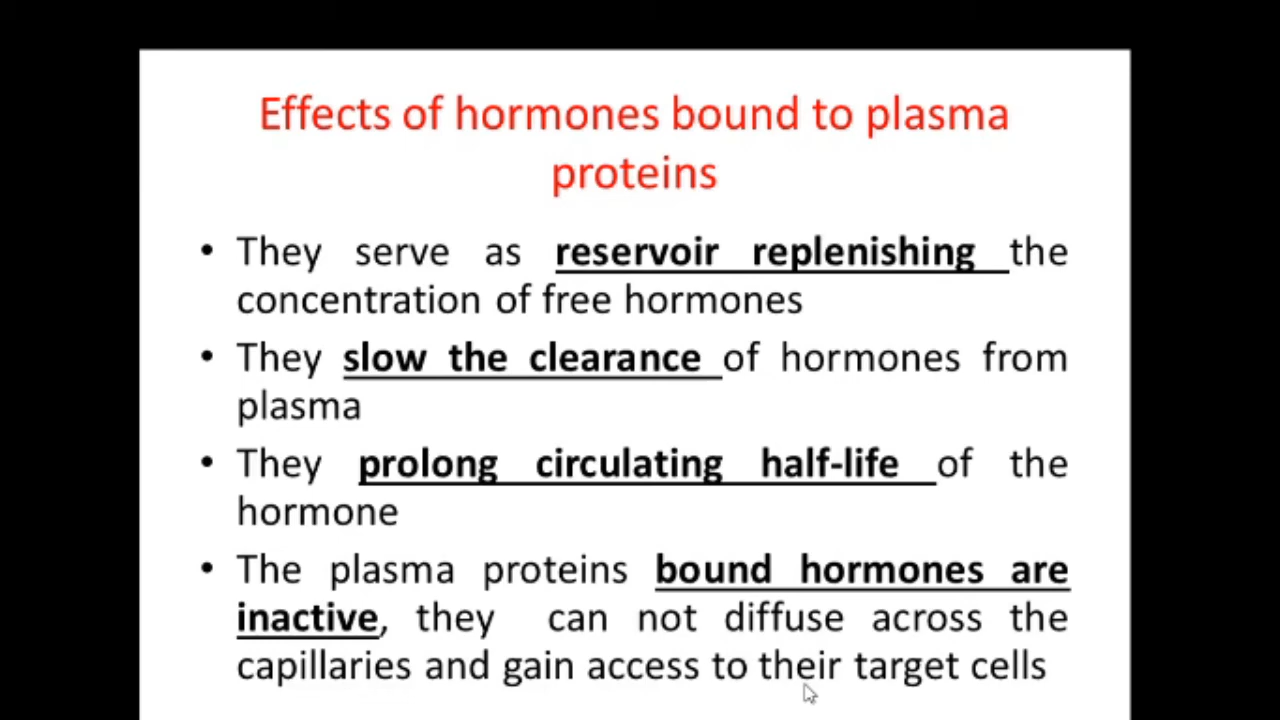 Effects of hormones bound to plasma
proteins
• They serve as reservoir replenishing the
concentration of free hormones
• They slow the clearance of hormones from
plasma
• They prolong circulating half-life of the
hormone
• The plasma proteins bound hormones are
inactive, they can not diffuse across the
capillaries and gain access to their target cells